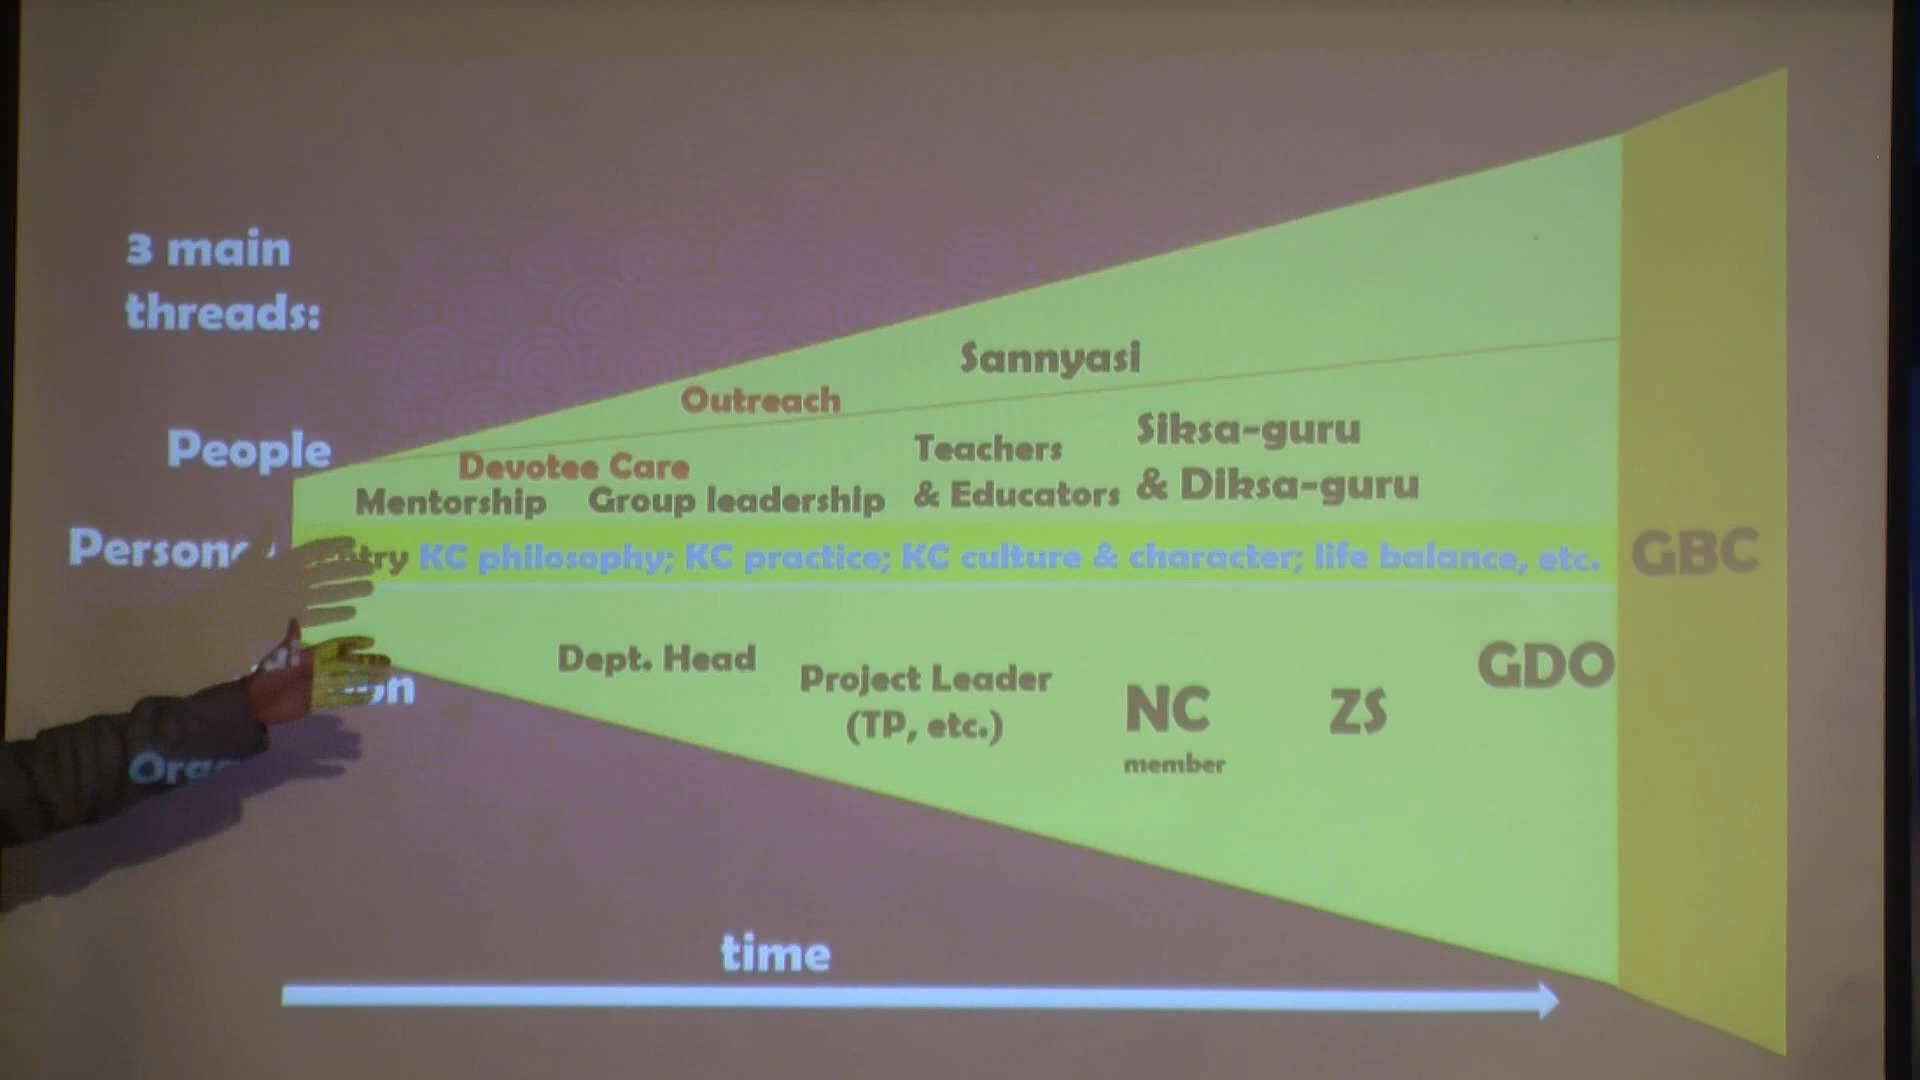 3 main
threads:
Sannyasi
Outreach
People
Devotee Care
Teachers
& Educators
Siksa-guru
& Diksa-guru
Mentorship
Group leadership
KC philosophy; KC practice; KC culture & character; life balance, etc.
GBC
Dept. Head
Project Leader
(TP, etc.)
NC
member
ZS
GDO
time